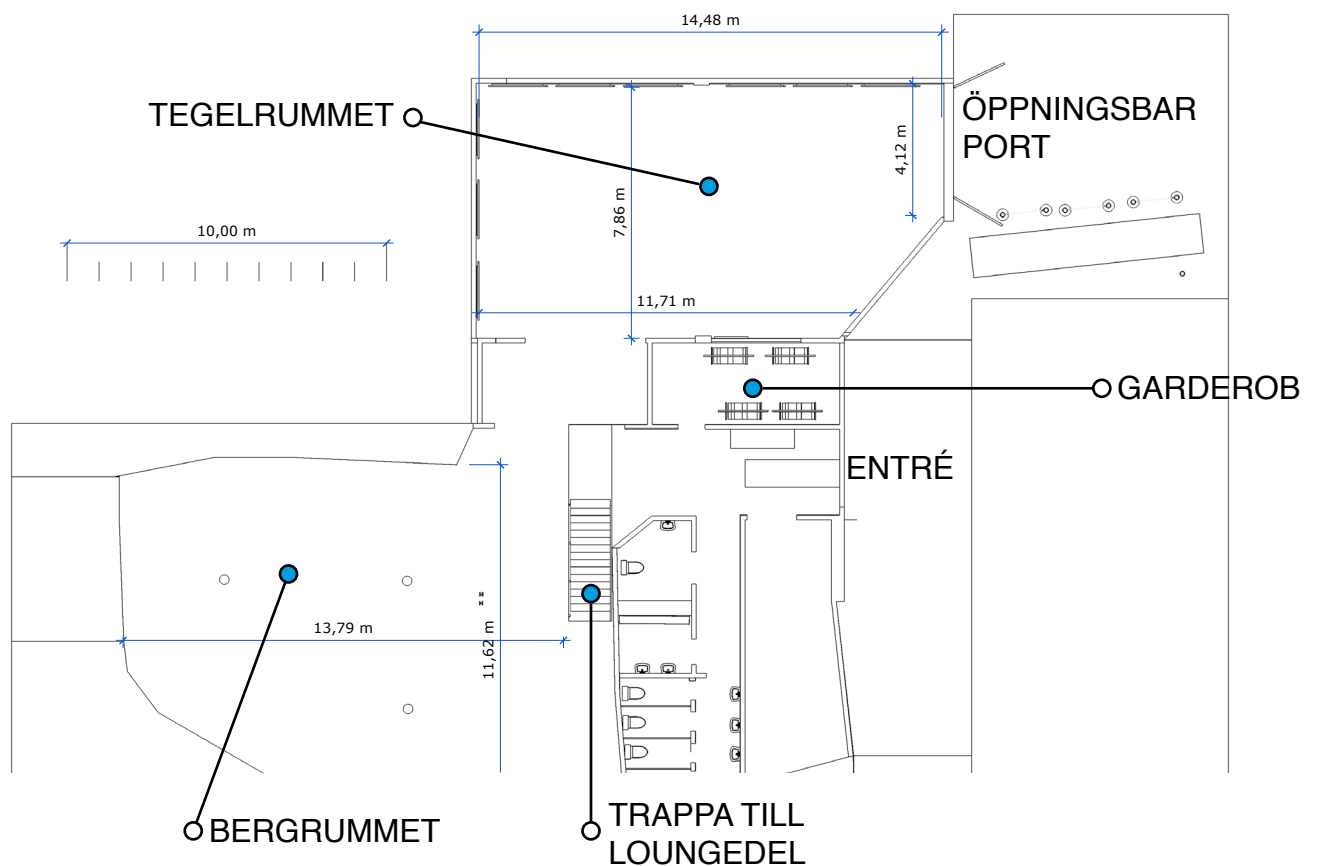 14,48 m
TEGELRUMMET
ÖPPNINGSBAR
PORT
4,12 m
7,86 m
10,00 m
11,71 m
GARDEROB
ENTRÉ
13,79 m
11,62 m
BERGRUMMET
TRAPPA TILL
LOUNGEDEL